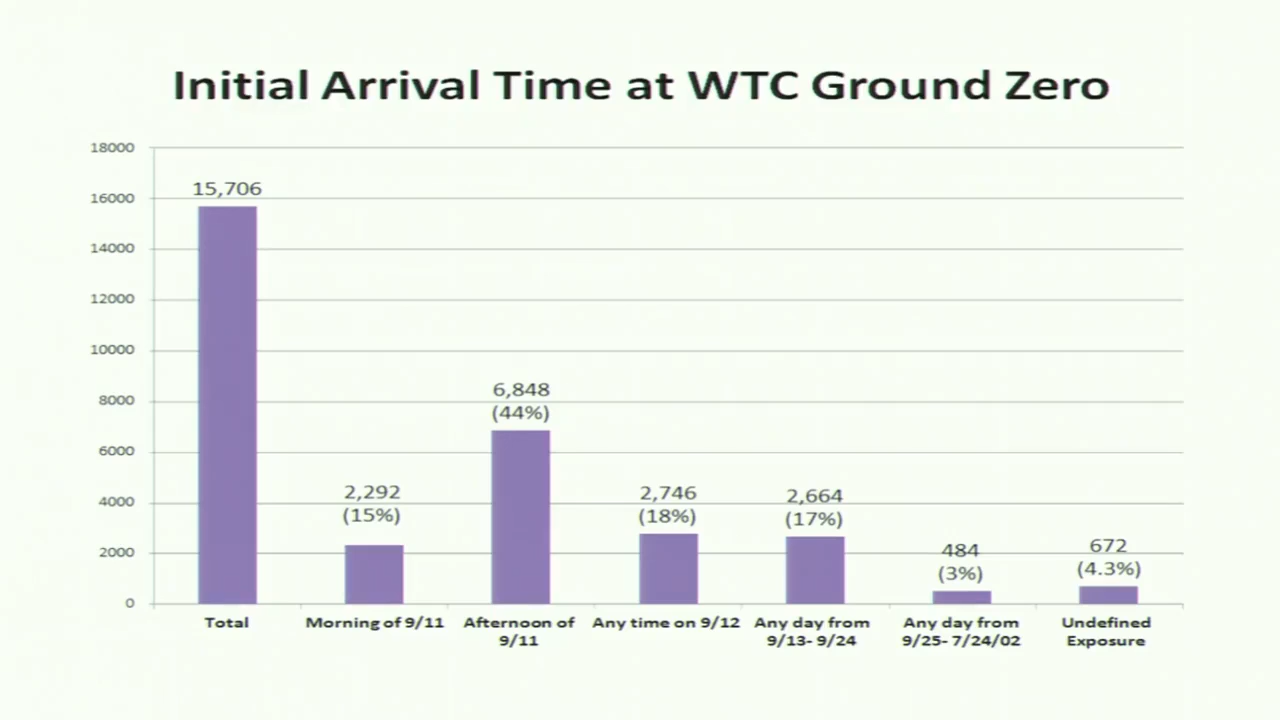 Initial Arrival Time at WTC Ground Zero
18000
16000
14000
12000
10000
8000
6000
4000
2000
0
15,706
2,292
(15%)
6,848
(44%)
2,746
(18%)
2,664
(17%)
484
(3%)
672
(4.3%)
Total
Morning of 9/11
Afternoon of
9/11
Any time on 9/12
Any day from
9/13- 9/24
Any day from
9/25- 7/24/02
Undefined
Exposure